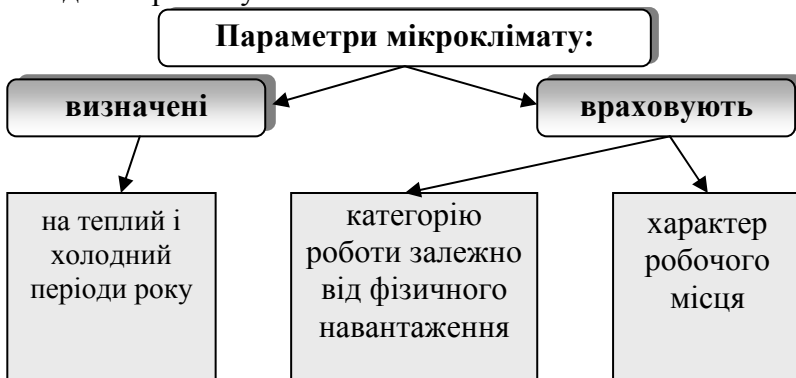 Параметри мікроклімату:
визначені
враховують
на теплий і
холодний
періоди року
категорію
роботи залежно
від фізичного
навантаження
характер
робочого
місця